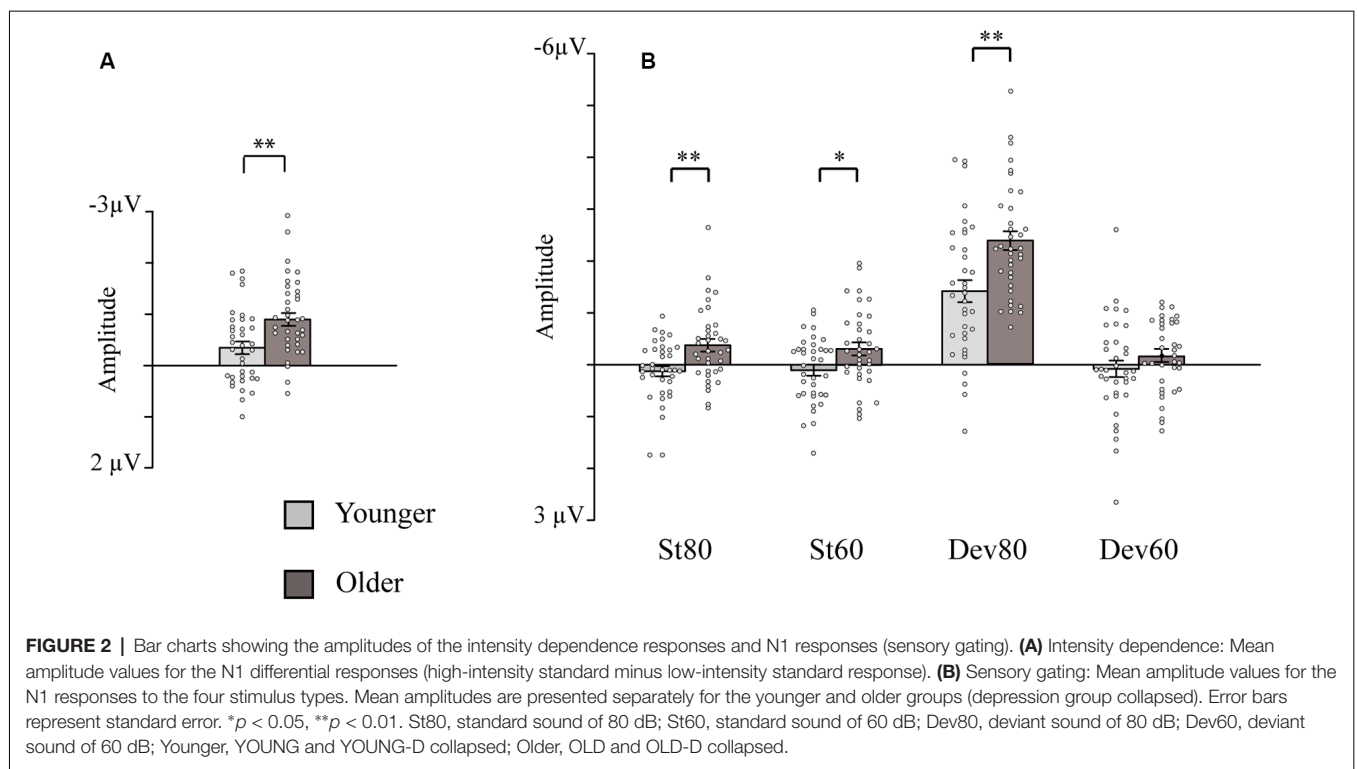 A
-3µV
Amplitude
2 µV
**
Younger
Older
B
-6µV
Amplitude
3 µV
**
*
**
St80 St60 Dev80 Dev60
FIGURE 2 | Bar charts showing the amplitudes of the intensity dependence responses and N1 responses (sensory gating). (A) Intensity dependence: Mean
amplitude values for the N1 differential responses (high-intensity standard minus low-intensity standard response). (B) Sensory gating: Mean amplitude values for the
N1 responses to the four stimulus types. Mean amplitudes are presented separately for the younger and older groups (depression group collapsed). Error bars
represent standard error. *p < 0.05, **p < 0.01. St80, standard sound of 80 dB; St60, standard sound of 60 dB; Dev80, deviant sound of 80 dB; Dev60, deviant
sound of 60 dB; Younger, YOUNG and YOUNG-D collapsed; Older, OLD and OLD-D collapsed.